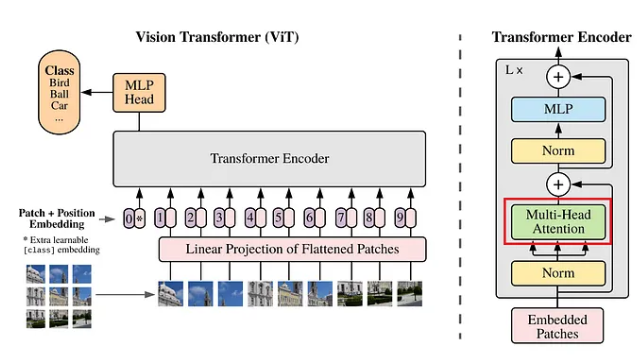 Vision Transformer (ViT)
Class
Bird
Ball
Car
...
MLP
Head
Transformer Encoder
Patch + Position
Embedding
0 * 1 2 3 4 5 6 7 8 9
* Extra learnable
[class] embedding
Linear Projection of Flattened Patches
Transformer Encoder
L x
+
MLP
Norm
+
Multi-Head
Attention
Norm
Embedded
Patches